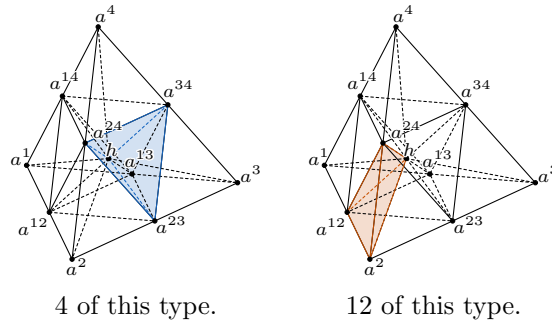 a^4 a^4
a^14 a^34 a^14 a^34
a^24 a^24
a^1 h a^13 a^3 a^1 h a^13 a^3
a^12 a^23 a^12 a^23
a^2 a^2
4 of this type. 12 of this type.